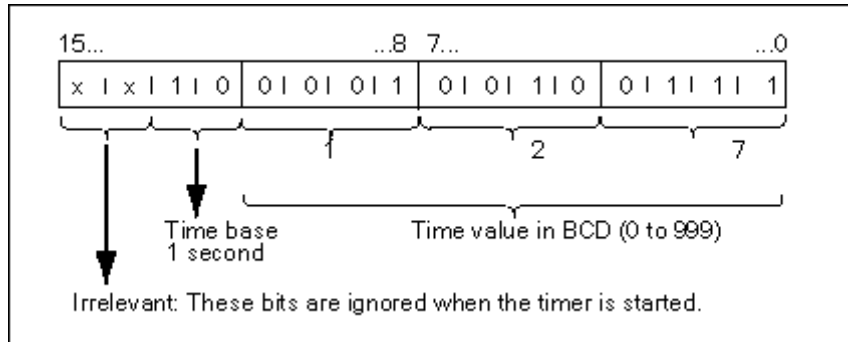 15... ...8 7... ...0
x | x | 1 | 0 0 | 0 | 0 | 1 0 | 0 | 1 | 0 0 | 1 | 1 | 1
1 2 7
Time base Time value in BCD (0 to 999)
1 second
Irrelevant: These bits are ignored when the timer is started.